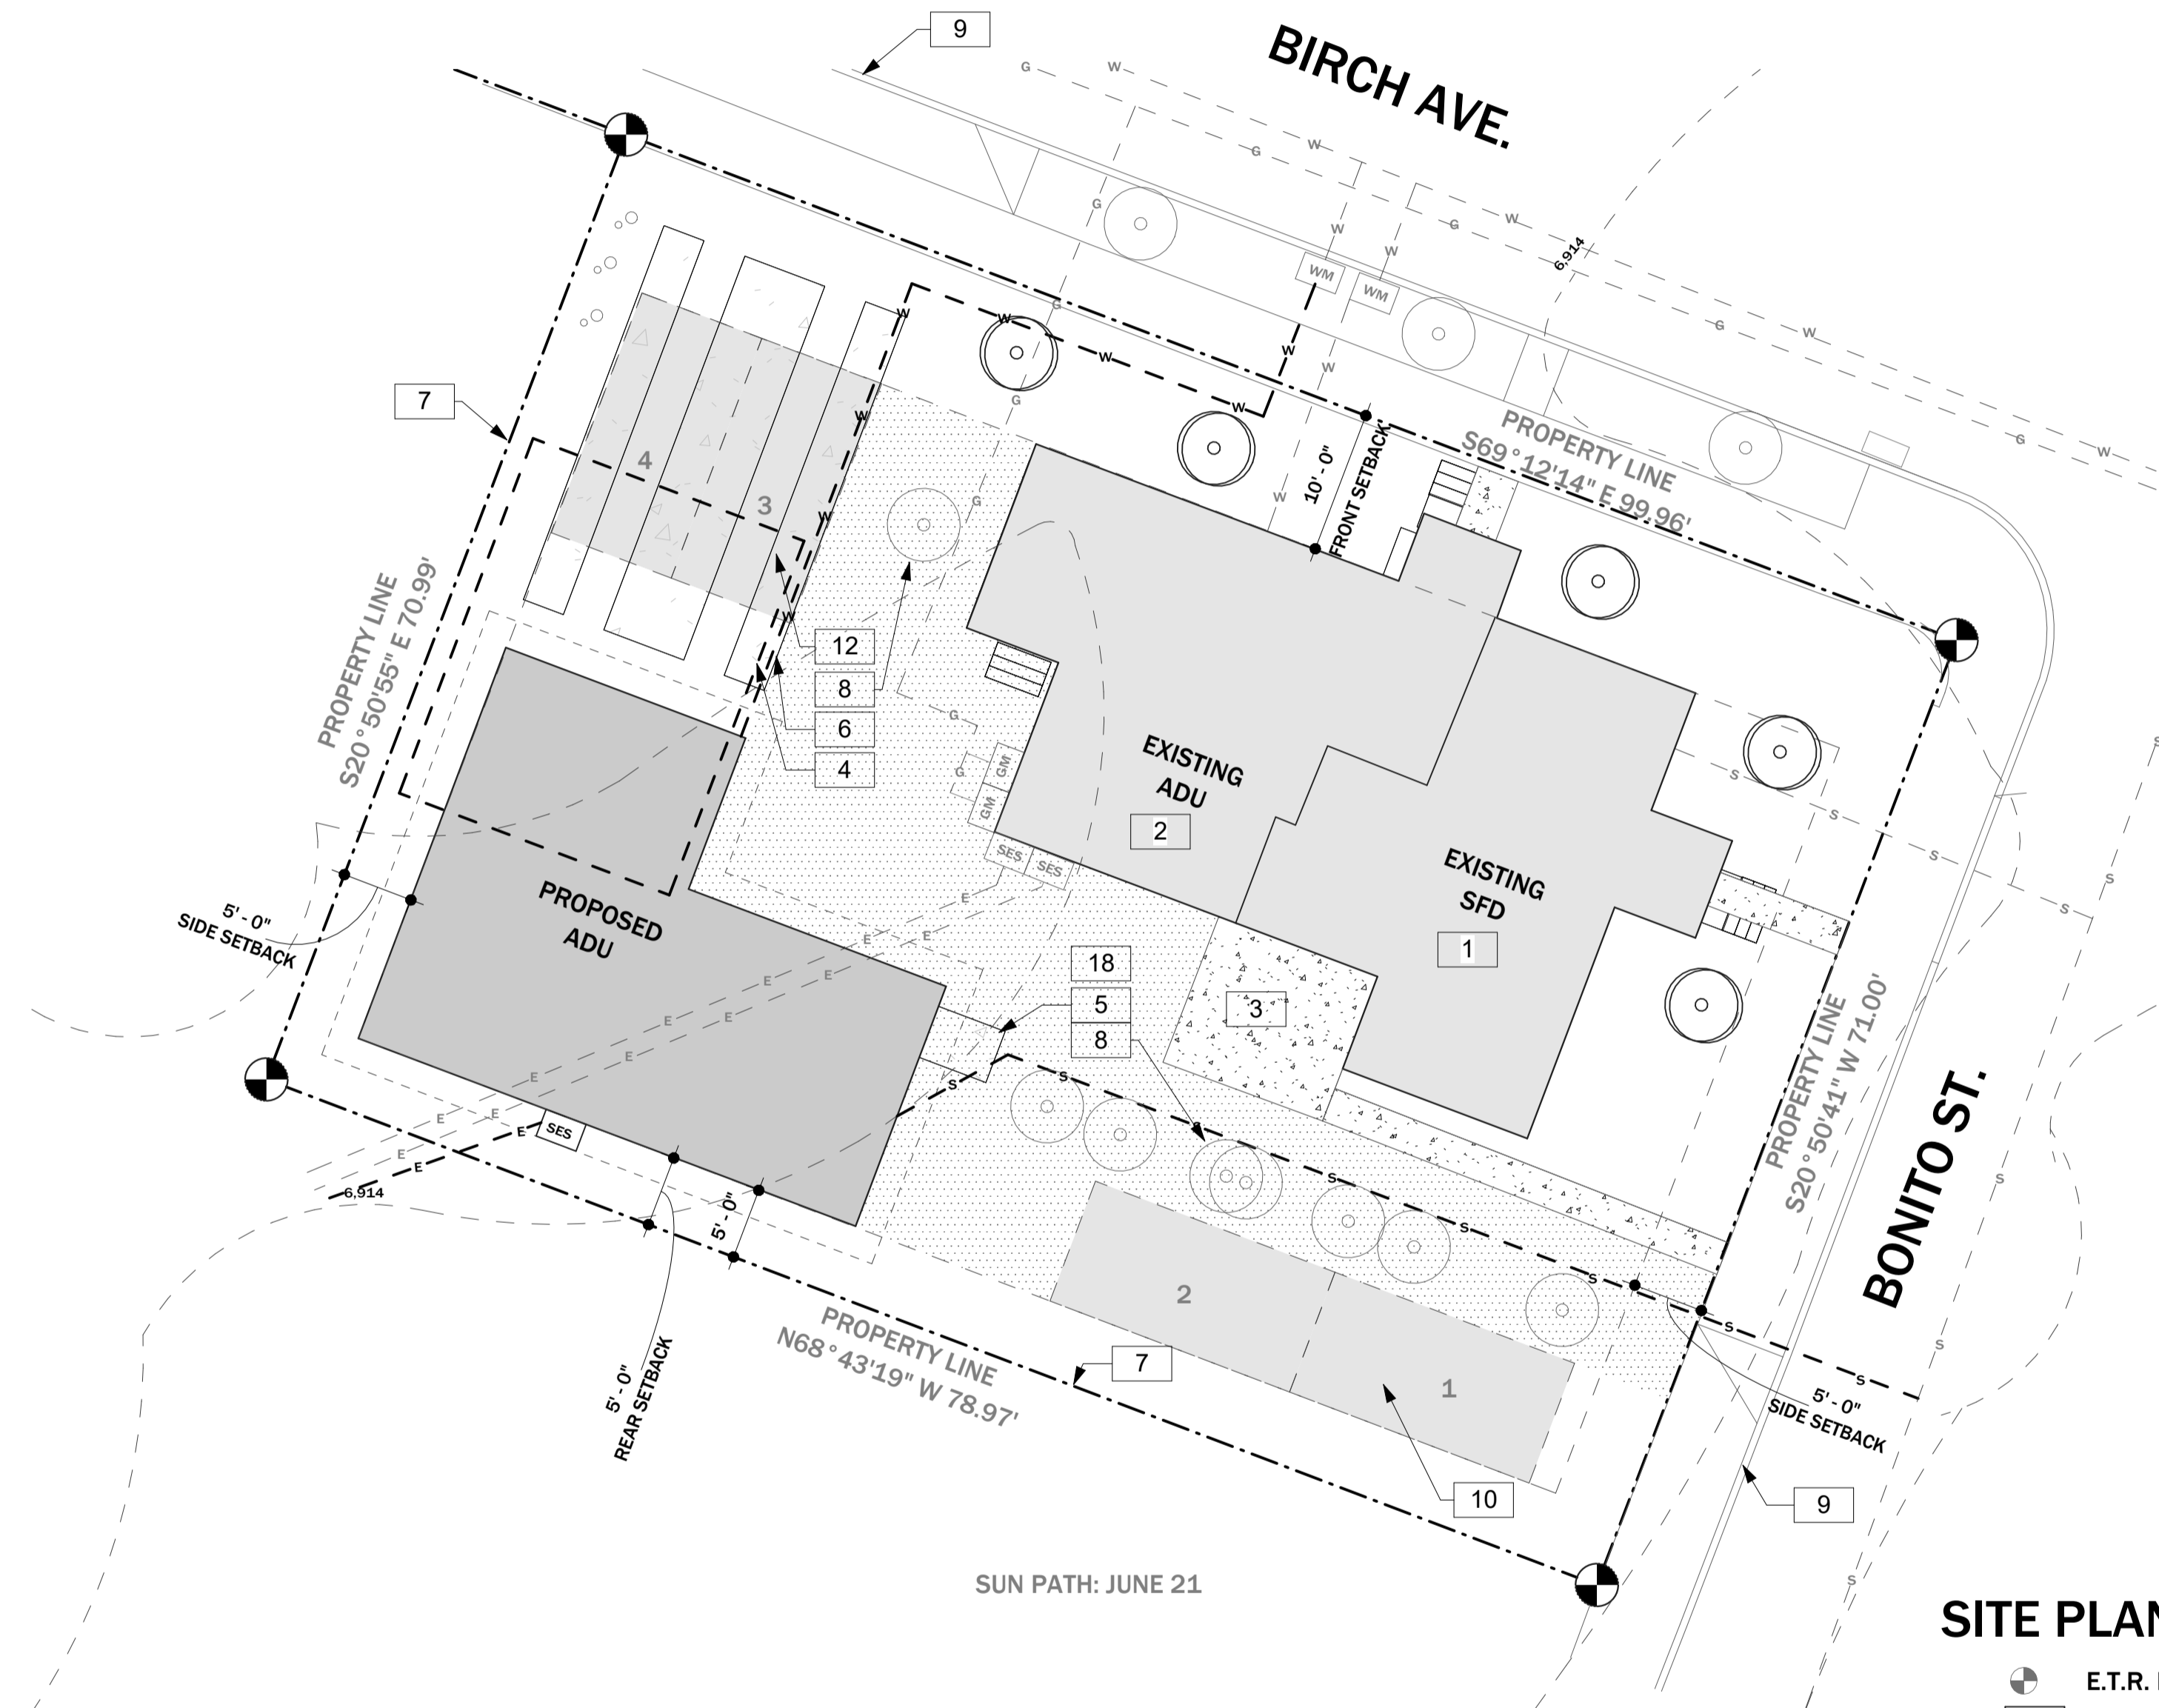 9
BIRCH AVE.
G
W
W
G
G
W
W
G
W
W
G
G
W
G
W
WM
WM
6,914
W
W
W
W
W
W
W
W
W
G
G
G
W
W
7
4
3
10' - 0"
FRONT SETBACK
PROPERTY LINE
S69°12'14" E 99.96'
PROPERTY LINE
S20°50'55" E 70.99'
12
8
6
4
G
G
GM
GM
SES
SES
EXISTING
ADU
2
EXISTING
SFD
1
S
S
S
S
S
S
S
S
S
5' - 0"
SIDE SETBACK
PROPOSED
ADU
E
E
E
E
E
E
E
E
E
E
E
E
E
E
SES
6,914
18
5
8
3
S
S
S
S
S
S
S
S
PROPERTY LINE
S20°50'41" W 71.00'
BONITO ST.
5' - 0"
5' - 0"
REAR SETBACK
PROPERTY LINE
N68°43'19" W 78.97'
7
2
1
10
5' - 0"
SIDE SETBACK
9
SUN PATH: JUNE 21
SITE PLAN
E.T.R.